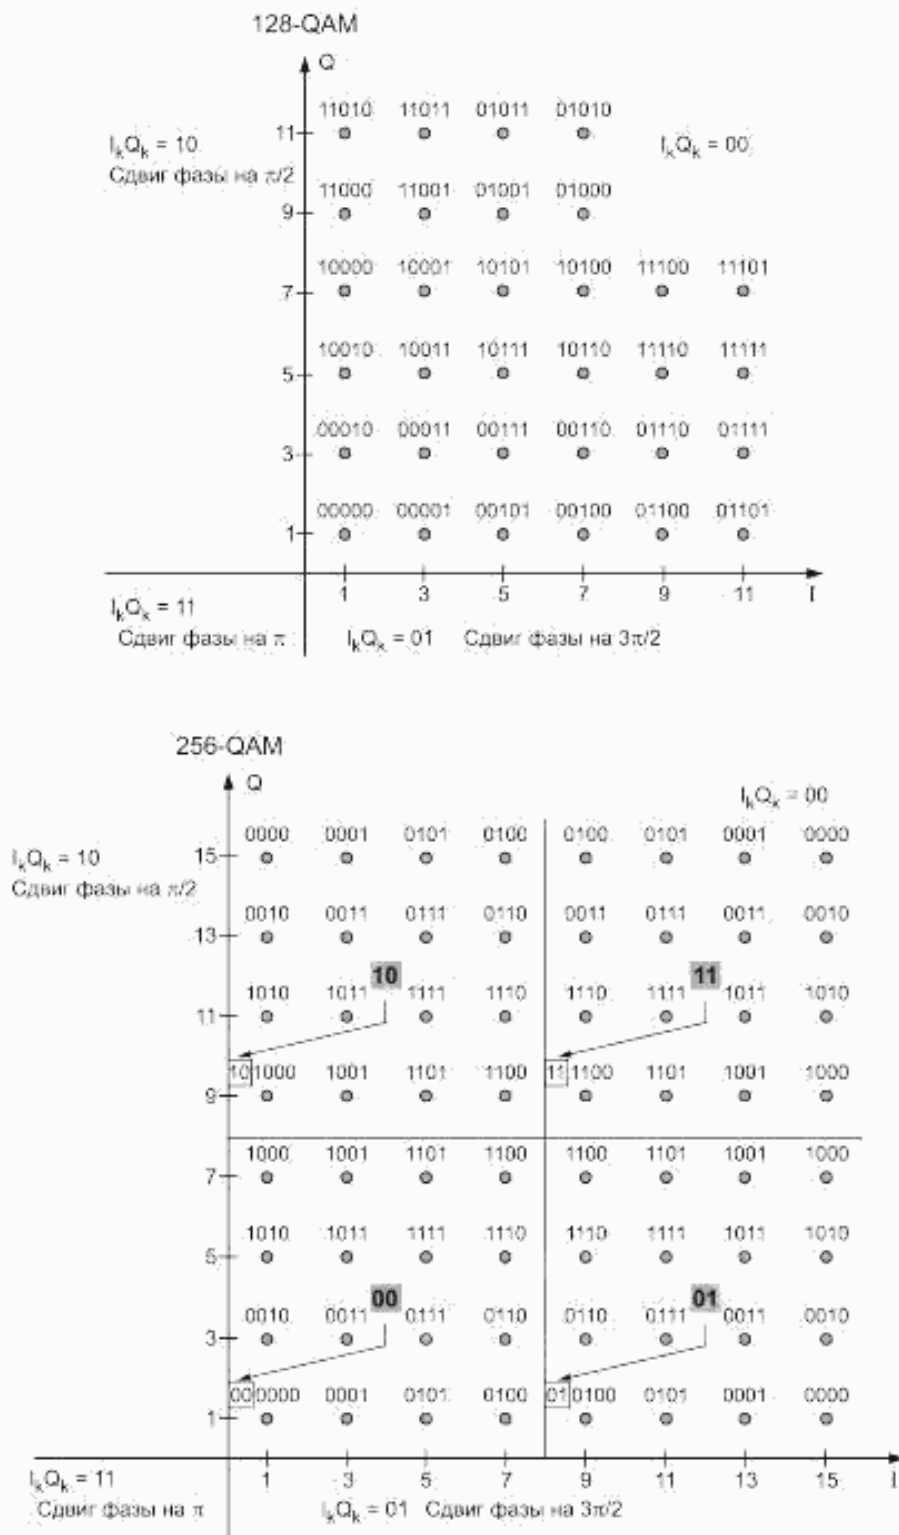 128-QAM
Q
11010 11011 01011 01010
11
IkQk = 10
IkQk = 00
Сдвиг фазы на π/2
11000 11001 01001 01000
9
10000 10001 10101 10100 11100 11101
7
10010 10011 10111 10110 11110 11111
5
00010 00011 00111 00110 01110 01111
3
00000 00001 00101 00100 01100 01101
1
1 3 5 7 9 11 I
IkQk = 11
Сдвиг фазы на π
IkQk = 01 Сдвиг фазы на 3π/2
256-QAM
Q
IkQk = 00
0000 0001 0101 0100 0100 0101 0001 0000
15
IkQk = 10
Сдвиг фазы на π/2
0010 0011 0111 0110 0011 0111 0011 0010
13
10 11
1010 1011 1111 1110 1110 1111 1011 1010
11
10 1000 1001 1101 1100 11 1100 1101 1001 1000
9
1000 1001 1101 1100 1100 1101 1001 1000
7
1010 1011 1111 1110 1110 1111 1011 1010
5
00 01
0010 0011 0111 0110 0110 0111 0011 0010
3
00 0000 0001 0101 0100 01 0100 0101 0001 0000
1
1 3 5 7 9 11 13 15 I
IkQk = 11
Сдвиг фазы на π
IkQk = 01 Сдвиг фазы на 3π/2